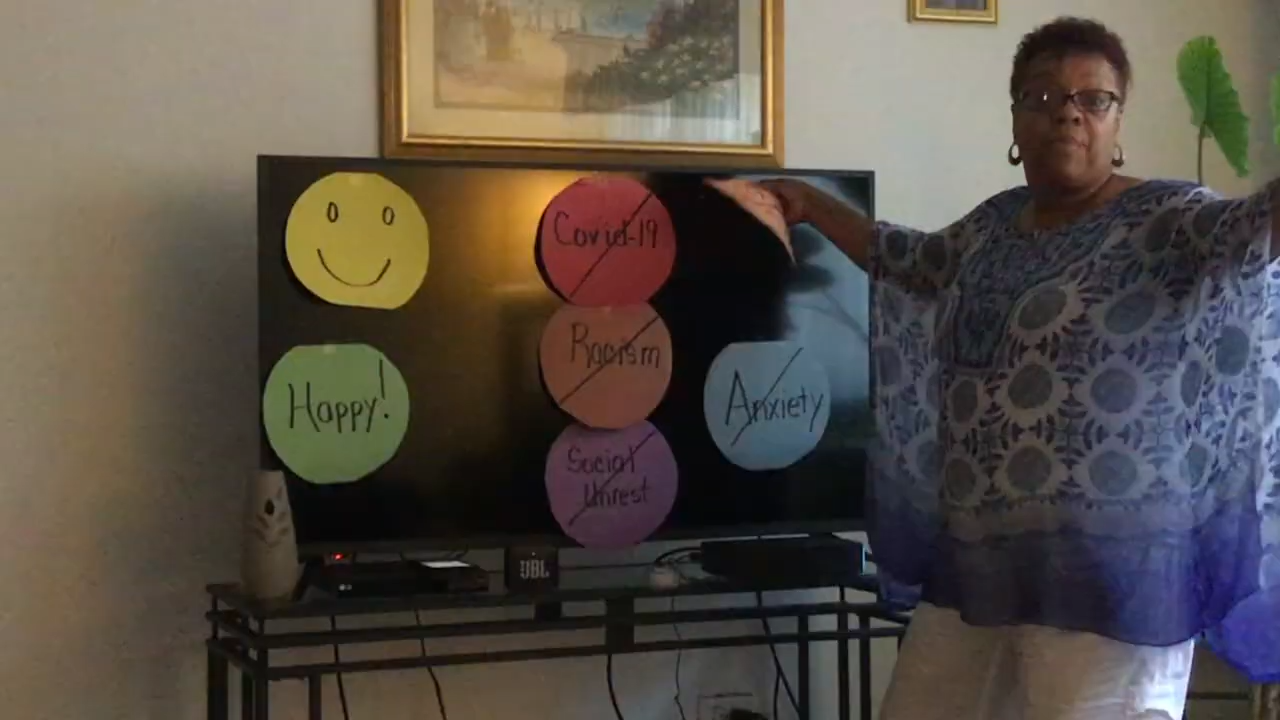 Happy!
Covid-19
Racism
Social
Unrest
Anxiety
JBL